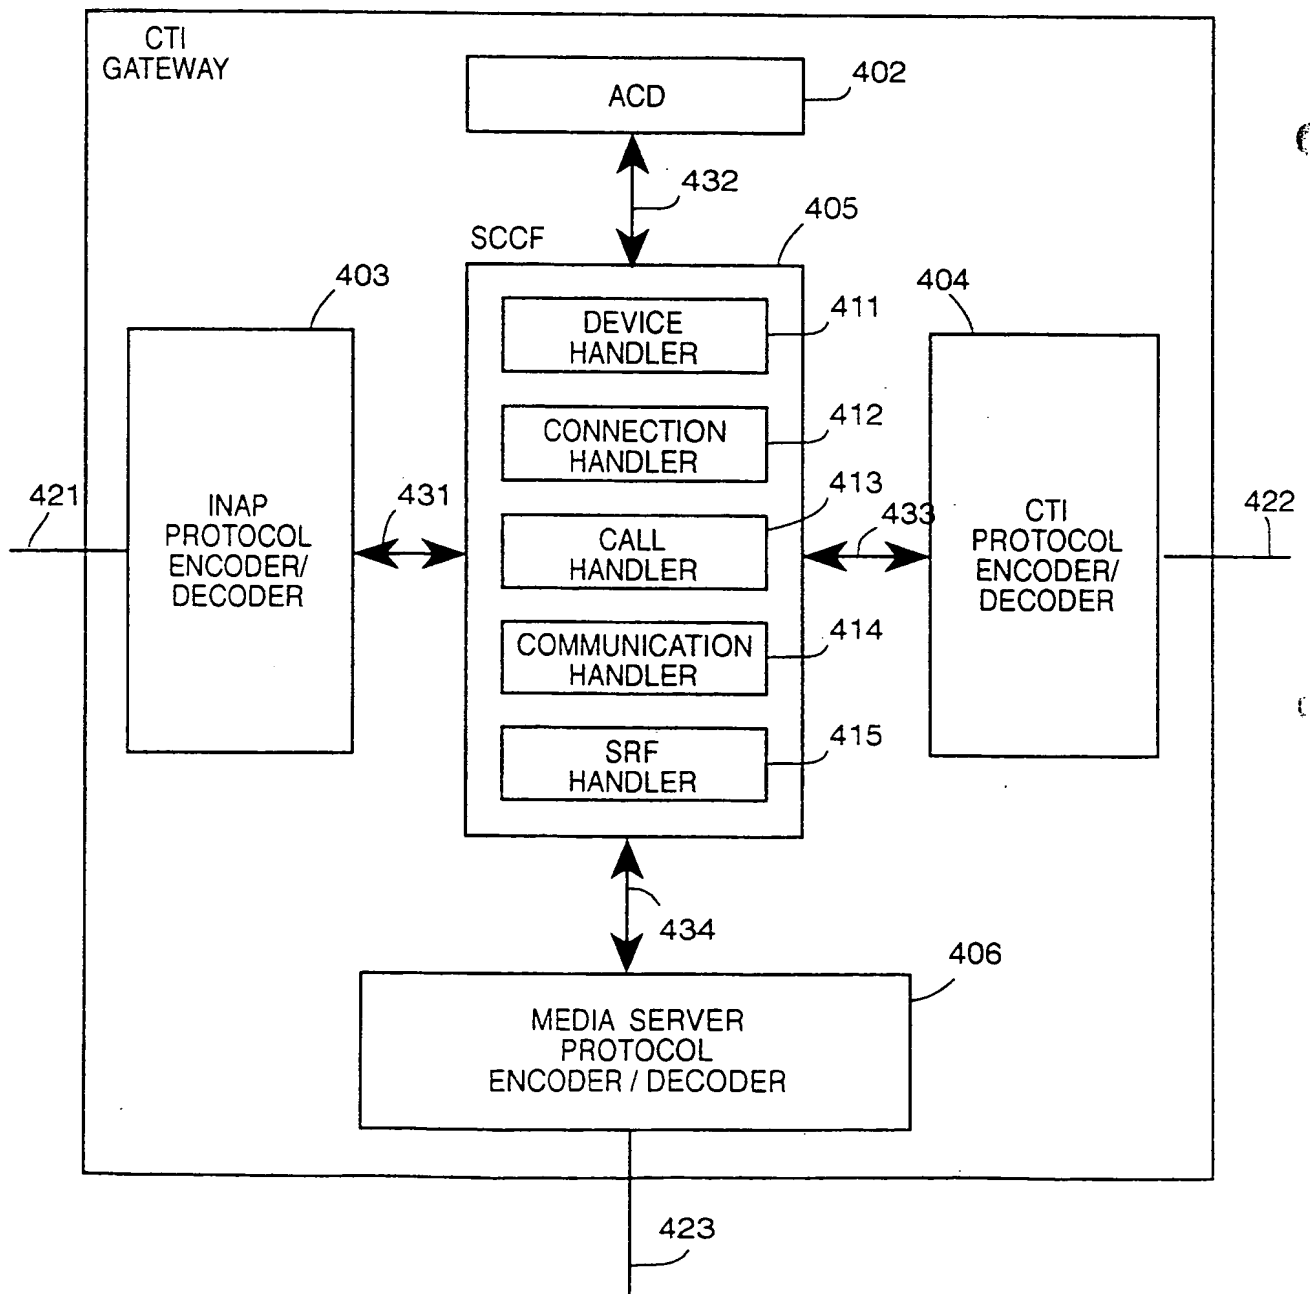 CTI
GATEWAY
ACD
402
432
SCCF
405
403
404
DEVICE
HANDLER
411
CONNECTION
HANDLER
412
CALL
HANDLER
413
COMMUNICATION
HANDLER
414
SRF
HANDLER
415
421
INAP
PROTOCOL
ENCODER/
DECODER
431
433
CTI
PROTOCOL
ENCODER/
DECODER
422
434
406
MEDIA SERVER
PROTOCOL
ENCODER / DECODER
423